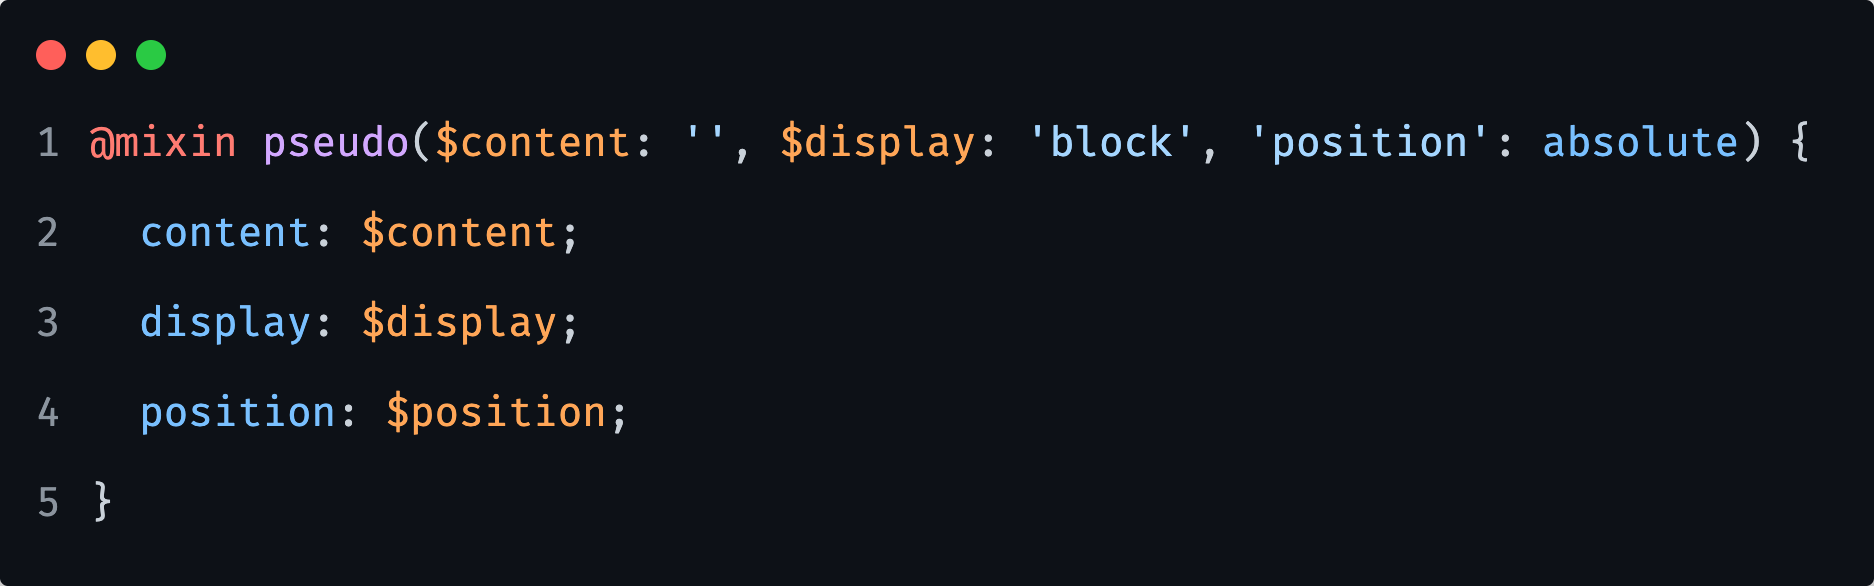 1 @mixin pseudo($content: '', $display: 'block', 'position': absolute) {
2   content: $content;
3   display: $display;
4   position: $position;
5 }